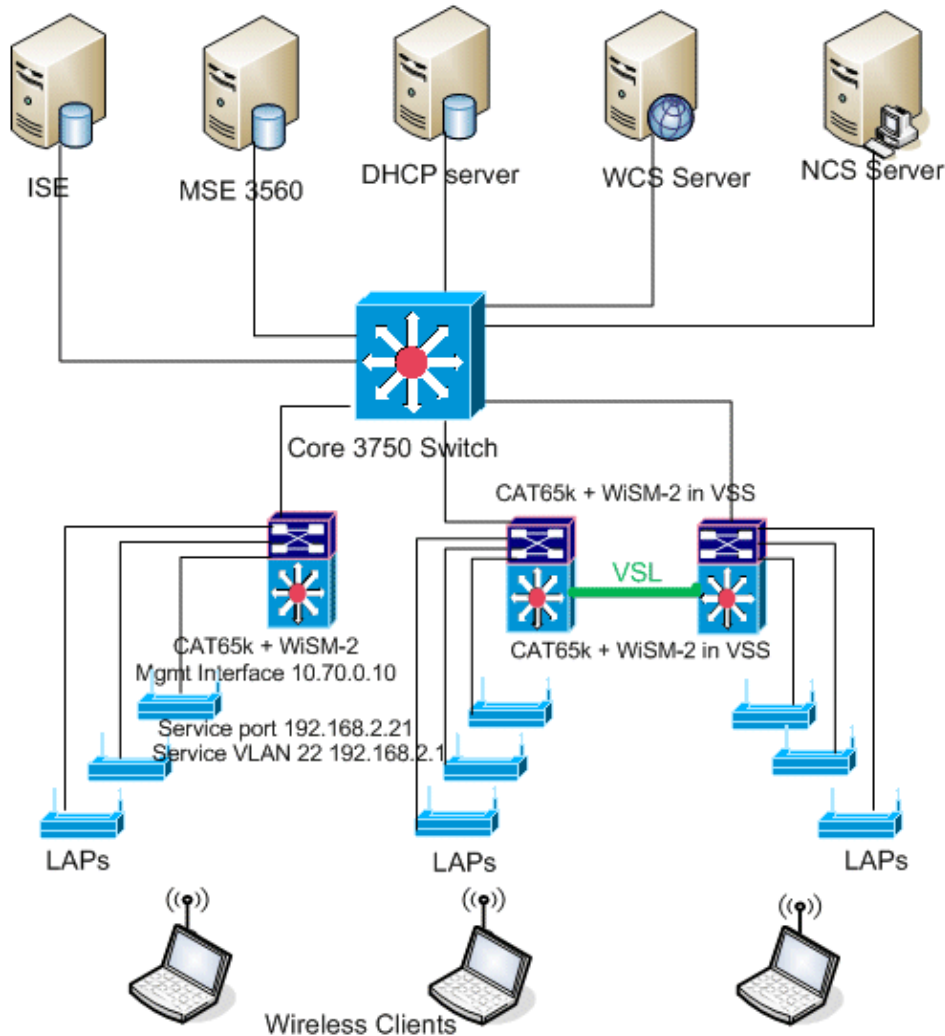 ISE
MSE 3560
DHCP server
WCS Server
NCS Server
Core 3750 Switch
CAT65k + WiSM-2 in VSS
VSL
CAT65k + WiSM-2
Mgmt Interface 10.70.0.10
CAT65k + WiSM-2 in VSS
Service port 192.168.2.21
Service VLAN 22 192.168.2.1
LAPs
LAPs
LAPs
Wireless Clients